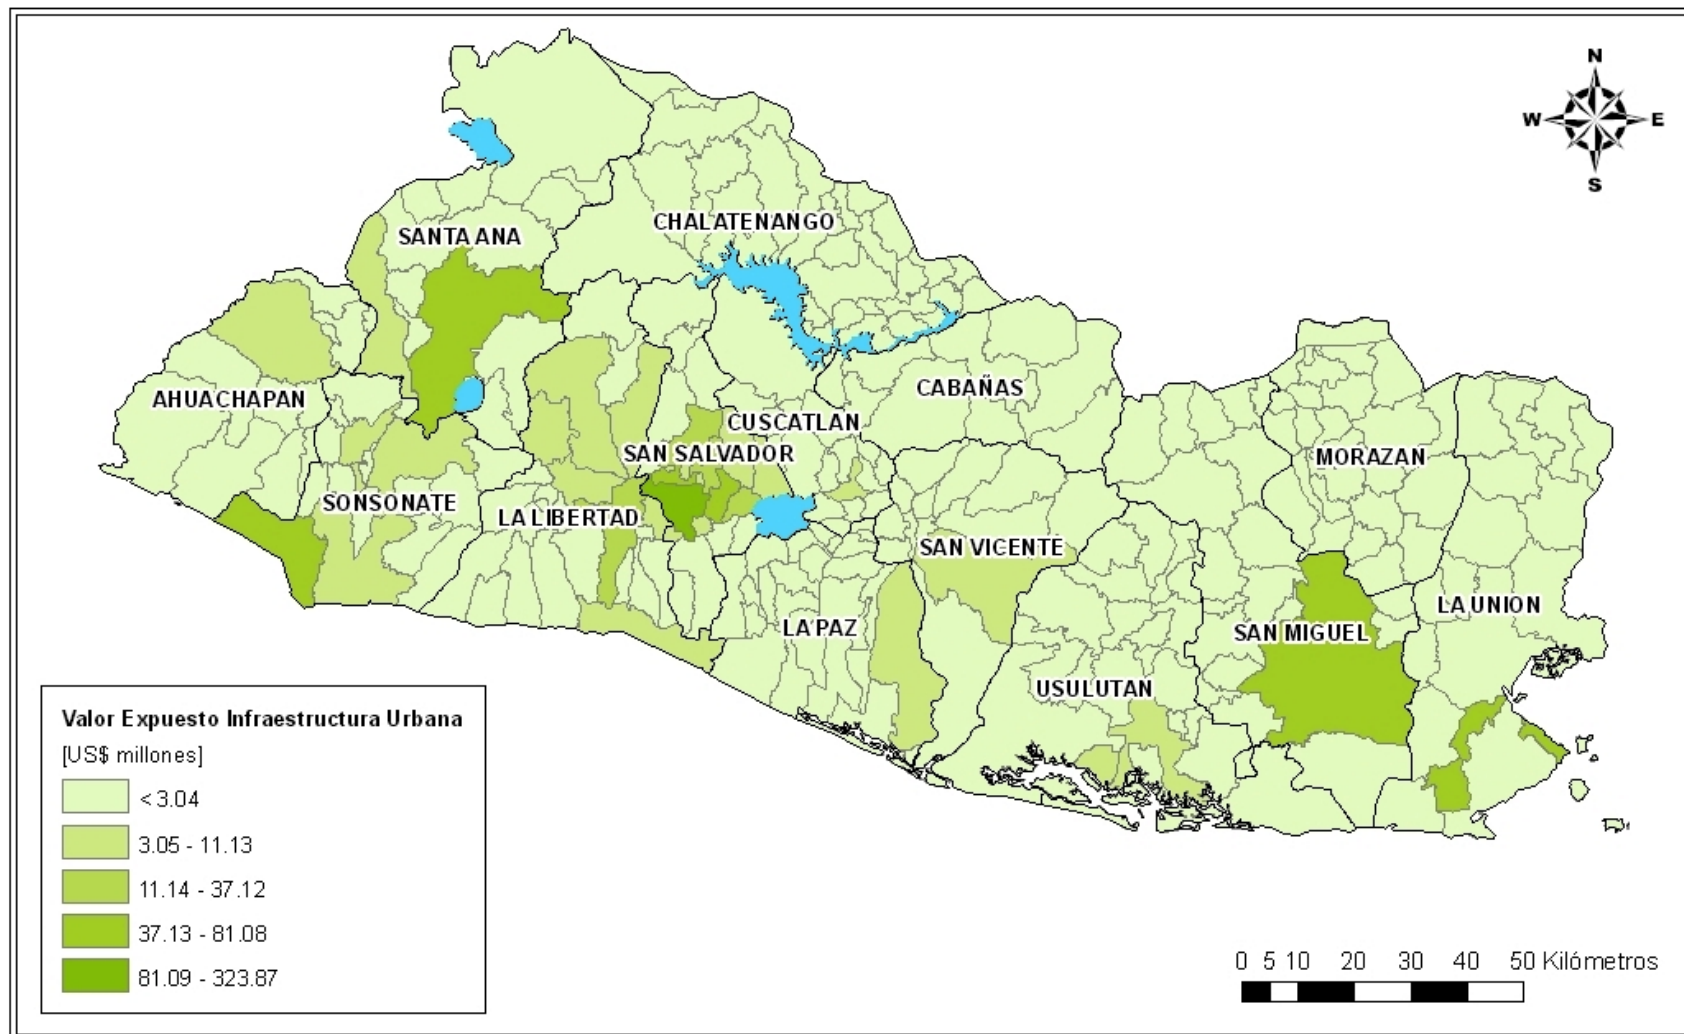 N
W E
S
CHALATENANGO
SANTA ANA
CABAÑAS
AHUACHAPAN
CUSCATLAN
SAN SALVADOR
MORAZAN
SONSONATE
LA LIBERTAD
SAN VICENTE
LA UNION
LA PAZ
SAN MIGUEL
USULUTAN
Valor Expuesto Infraestructura Urbana
[US$ millones]
< 3.04
3.05 - 11.13
11.14 - 37.12
37.13 - 81.08
81.09 - 323.87
0 5 10 20 30 40 50 Kilómetros